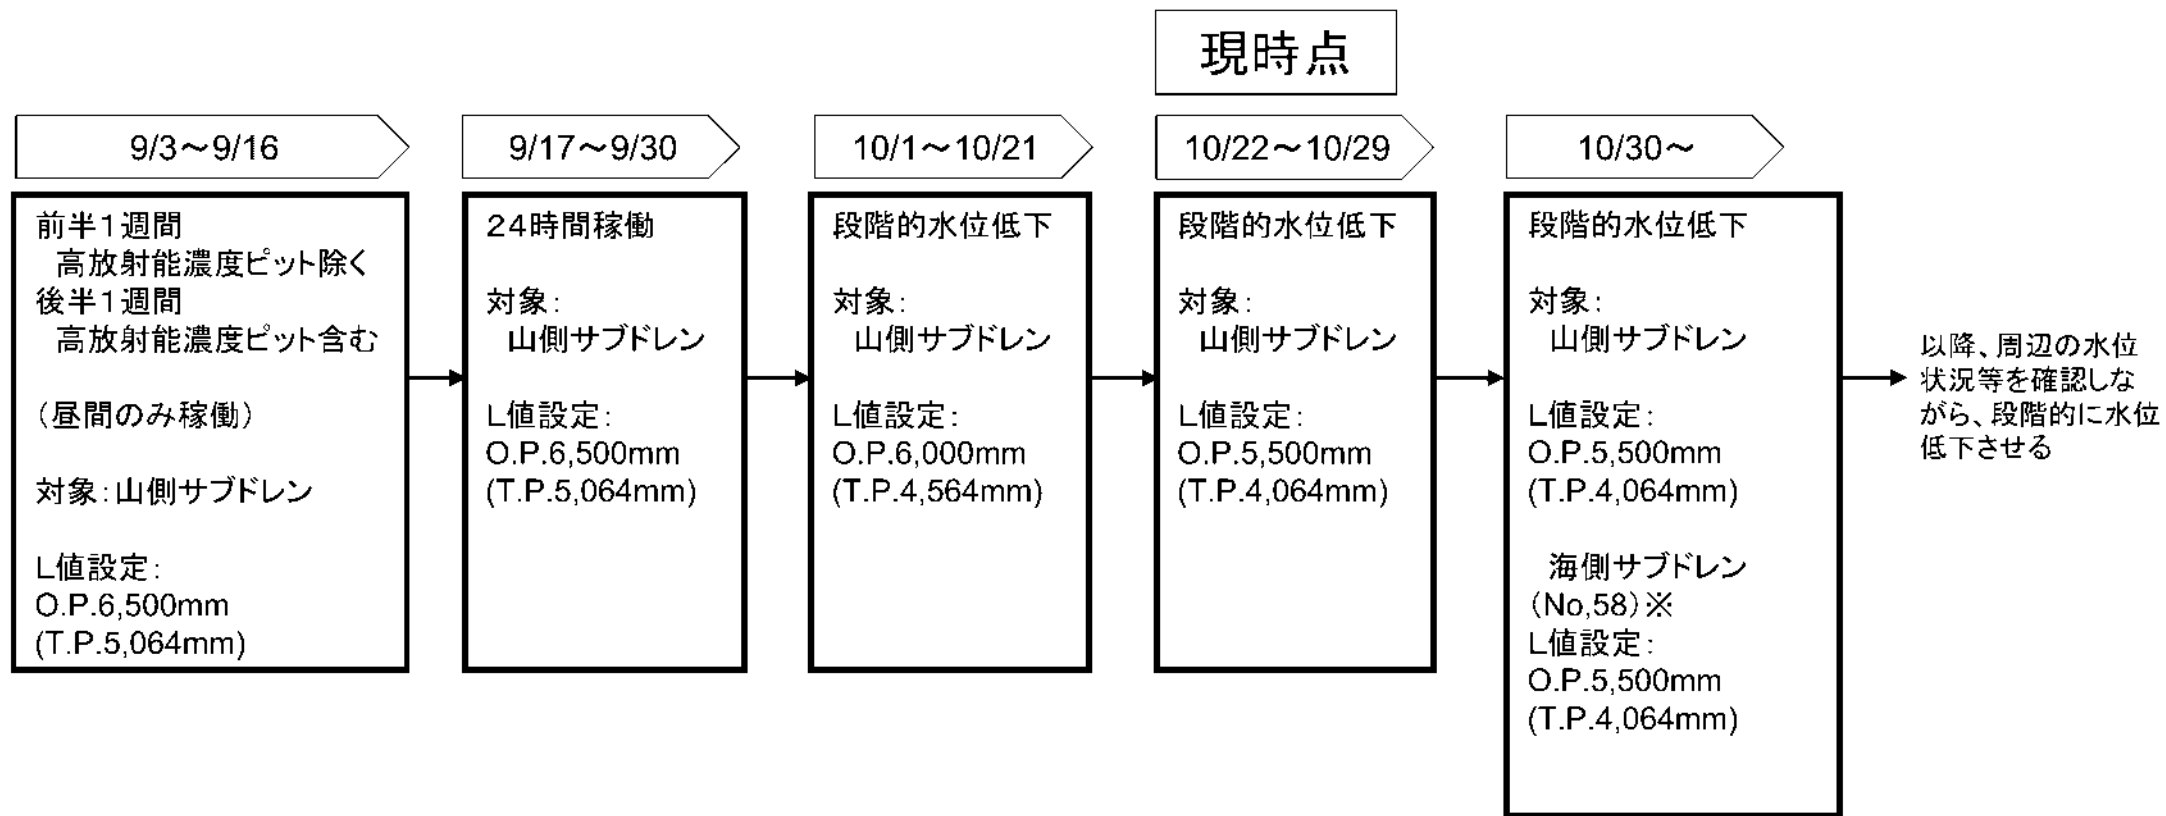 現時点
9/3～9/16
前半1週間
高放射能濃度ピット除く
後半1週間
高放射能濃度ピット含む
(昼間のみ稼働)
対象:山側サブドレン
L値設定:
O.P.6,500mm
(T.P.5,064mm)
9/17～9/30
24時間稼働
対象:
山側サブドレン
L値設定:
O.P.6,500mm
(T.P.5,064mm)
10/1～10/21
段階的水位低下
対象:
山側サブドレン
L値設定:
O.P.6,000mm
(T.P.4,564mm)
10/22～10/29
段階的水位低下
対象:
山側サブドレン
L値設定:
O.P.5,500mm
(T.P.4,064mm)
10/30～
段階的水位低下
対象:
山側サブドレン
L値設定:
O.P.5,500mm
(T.P.4,064mm)
海側サブドレン
(No,58)※
L値設定:
O.P.5,500mm
(T.P.4,064mm)
以降、周辺の水位
状況等を確認しな
がら、段階的に水位
低下させる